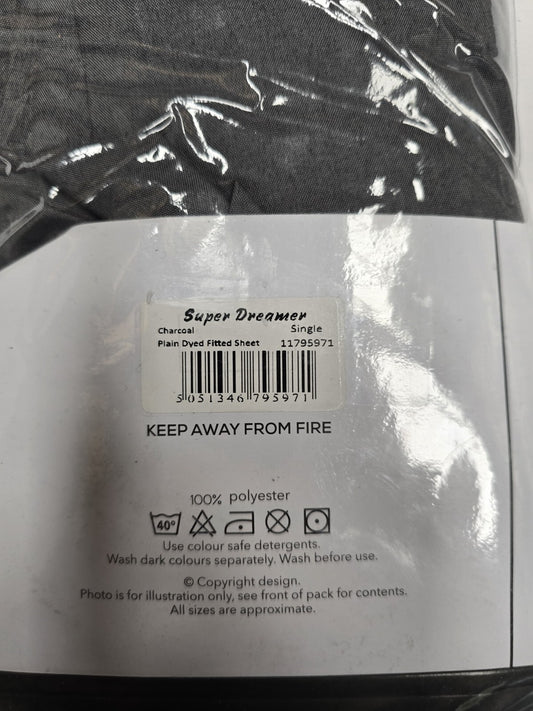 Super Dreamer
Charcoal Single
Plain Dyed Fitted Sheet 11795971
5 051346 795971
KEEP AWAY FROM FIRE
100% polyester
40°
Use colour safe detergents.
Wash dark colours separately. Wash before use.
© Copyright design.
Photo is for illustration only, see front of pack for contents.
All sizes are approximate.